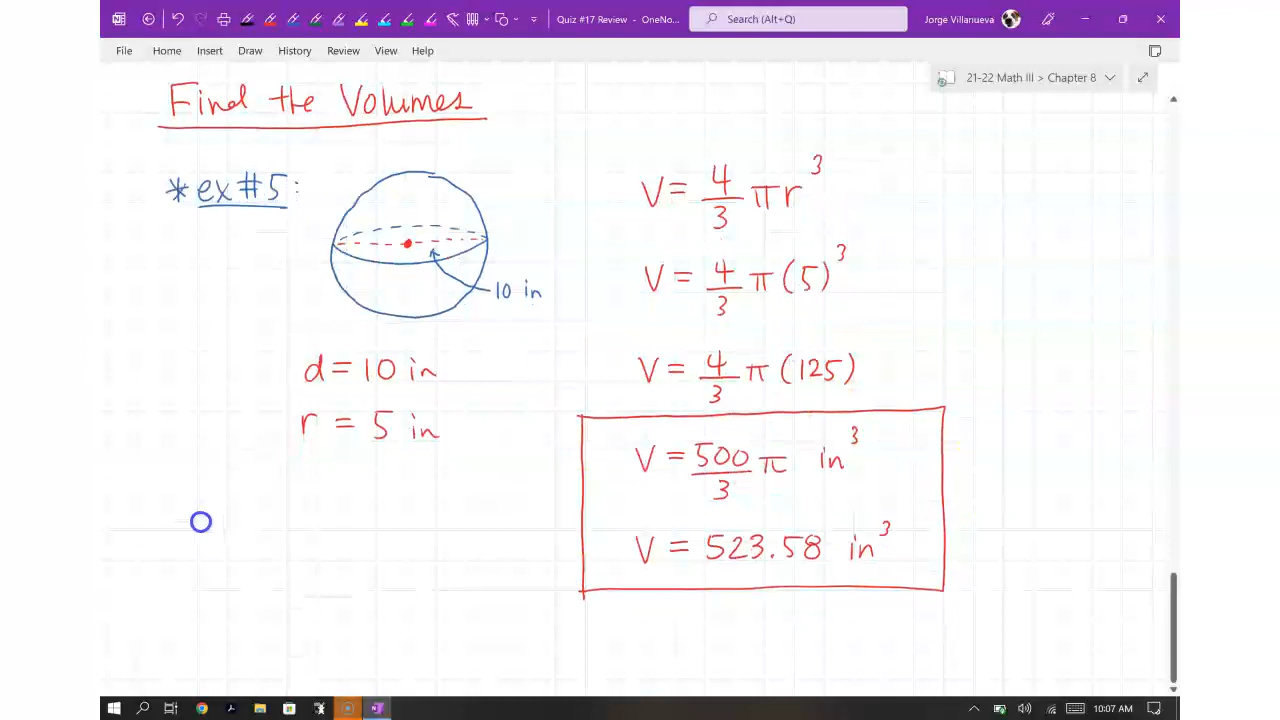 Quiz #17 Review - OneNo...
Search (Alt+Q)
Jorge Villanueva
File Home Insert Draw History Review View Help
21-22 Math III > Chapter 8
Find the Volumes
*ex#5:
10 in
d = 10 in
r = 5 in
V = 4/3 πr³
V = 4/3 π(5)³
V = 4/3 π(125)
V = 500/3 π in³
V = 523.58 in³
10:07 AM